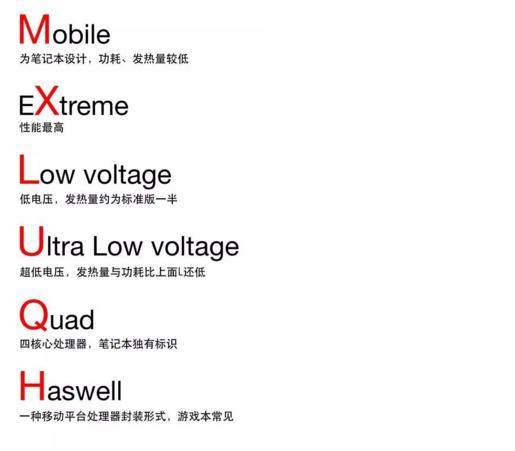 Mobile
为笔记本设计，功耗、发热量较低
EXtreme
性能最高
Low voltage
低电压，发热量约为标准版一半
Ultra Low voltage
超低电压，发热量与功耗比上面L还低
Quad
四核心处理器，笔记本独有标识
Haswell
一种移动平台处理器封装形式，游戏本常见